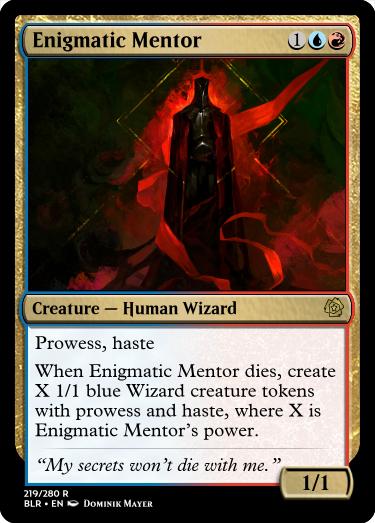 Enigmatic Mentor 1
Creature — Human Wizard
Prowess, haste
When Enigmatic Mentor dies, create
X 1/1 blue Wizard creature tokens
with prowess and haste, where X is
Enigmatic Mentor's power.
“My secrets won't die with me.”
1/1
219/280 R
BLR • EN DOMINIK MAYER